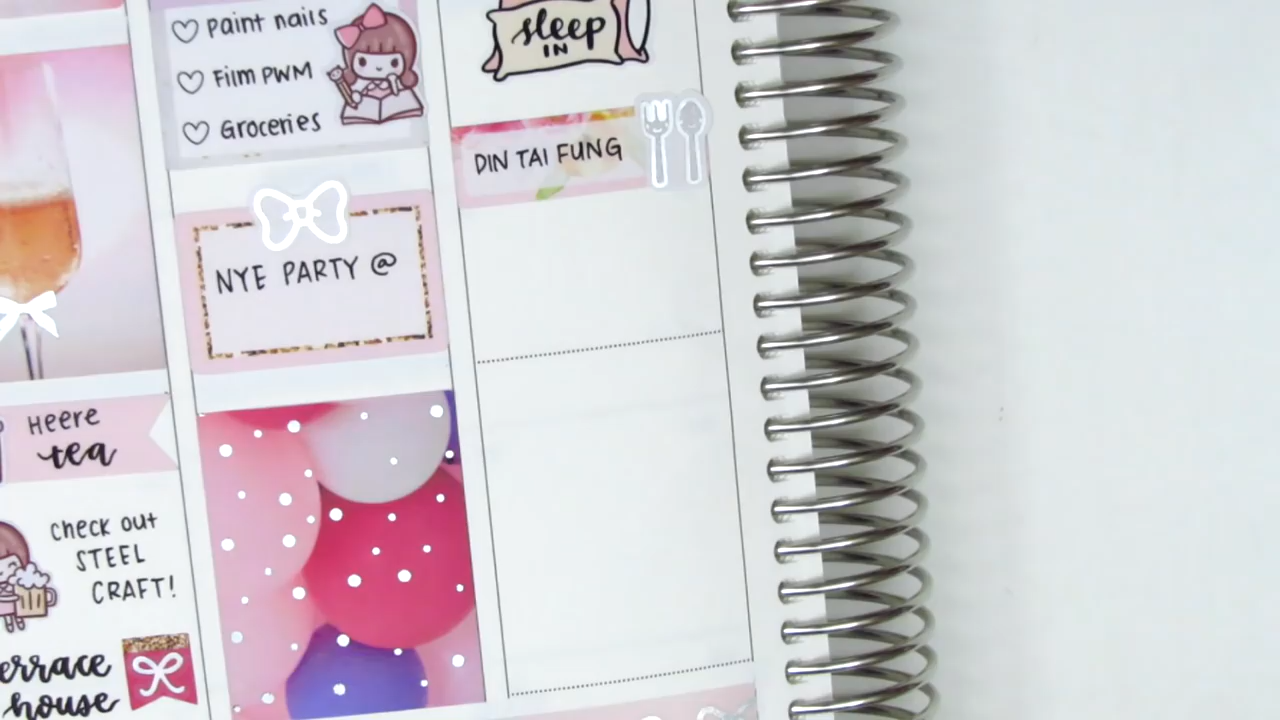 Paint nails
Film PWM
Groceries
NYE PARTY @
sleep
IN
DIN TAI FUNG
HEERE
tea
check out
STEEL
CRAFT!
house